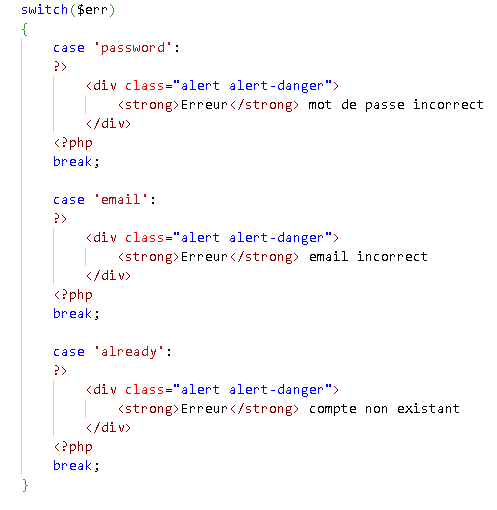 switch($err)
{
case 'password':
?>
<div class="alert alert-danger">
<strong>Erreur</strong> mot de passe incorrect
</div>
<?php
break;
case 'email':
?>
<div class="alert alert-danger">
<strong>Erreur</strong> email incorrect
</div>
<?php
break;
case 'already':
?>
<div class="alert alert-danger">
<strong>Erreur</strong> compte non existant
</div>
<?php
break;
}